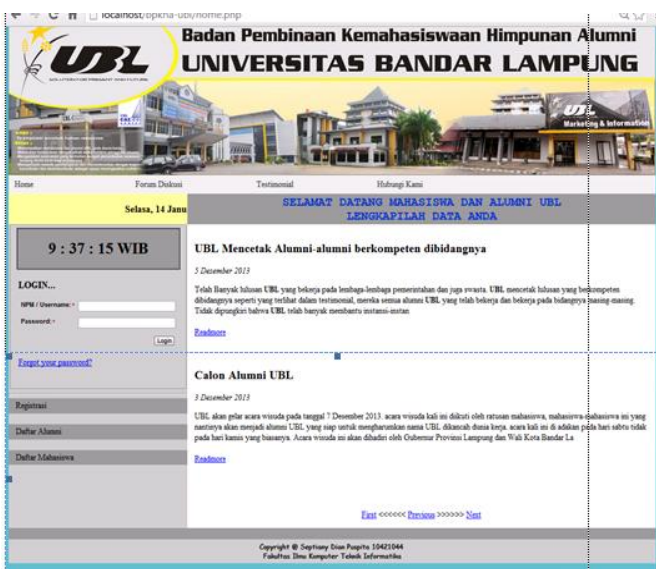 localhost/bpkha-ubl/home.php
UBL
Badan Pembinaan Kemahasiswaan Himpunan Alumni
UNIVERSITAS BANDAR LAMPUNG
UBL
Marketing & Information
Home Forum Diskusi Testimonial Hubungi Kami
Selasa, 14 Janu
SELAMAT DATANG MAHASISWA DAN ALUMNI UBL
LENGKAPILAH DATA ANDA
9 : 37 : 15 WIB
LOGIN...
NPM / Username:*
Password:*
Login
Forgot your password?
Registrasi
Daftar Alumni
Daftar Mahasiswa
UBL Mencetak Alumni-alumni berkompeten dibidangnya
5 Desember 2013
Telah Banyak lulusan UBL yang bekerja pada lembaga-lembaga pemerintahan dan juga swasta. UBL mencetak lulusan yang berkompeten
dibidangnya seperti yang terlihat dalam testimonial, mereka semua alumni UBL yang telah bekerja dan bekerja pada bidangnya masing-masing.
Tidak dipungkiri bahwa UBL telah banyak membantu instansi-instan
Readmore
Calon Alumni UBL
3 Desember 2013
UBL akan gelar acara wisuda pada tanggal 7 Desember 2013. acara wisuda kali ini diikuti oleh ratusan mahasiswa, mahasiswa-mahasiswa ini yang
nantinya akan menjadi alumni UBL yang siap untuk mengharumkan nama UBL dikancah dunia kerja. acara kali ini di adakan pada hari sabtu tidak
pada hari kamis yang biasanya. Acara wisuda ini akan dihadiri oleh Gubernur Provinsi Lampung dan Wali Kota Bandar La
Readmore
First <<<<<< Previous >>>>>> Next
Copyright @ Septiany Dian Puspita 10421044
Fakultas Ilmu Komputer Teknik Informatika